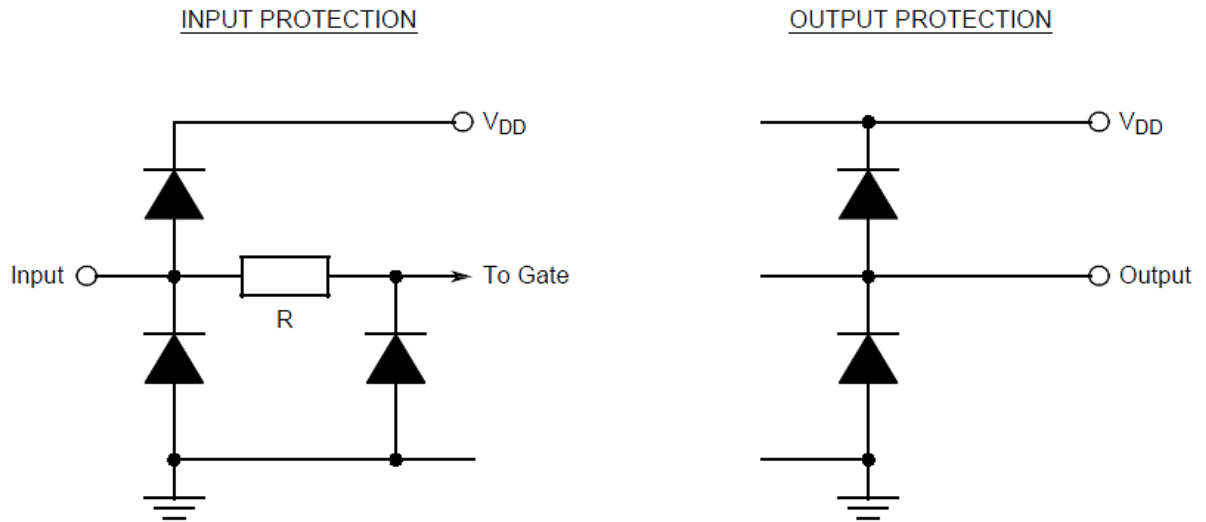 INPUT PROTECTION
OUTPUT PROTECTION
VDD
VDD
Input
To Gate
Output
R